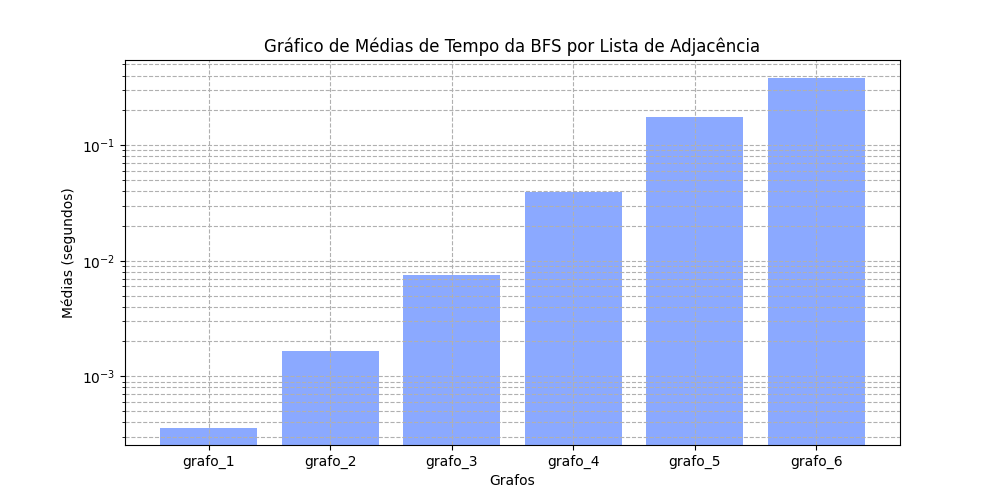 Gráfico de Médias de Tempo da BFS por Lista de Adjacência
Médias (segundos)
10⁻¹
10⁻²
10⁻³
grafo_1 grafo_2 grafo_3 grafo_4 grafo_5 grafo_6
Grafos